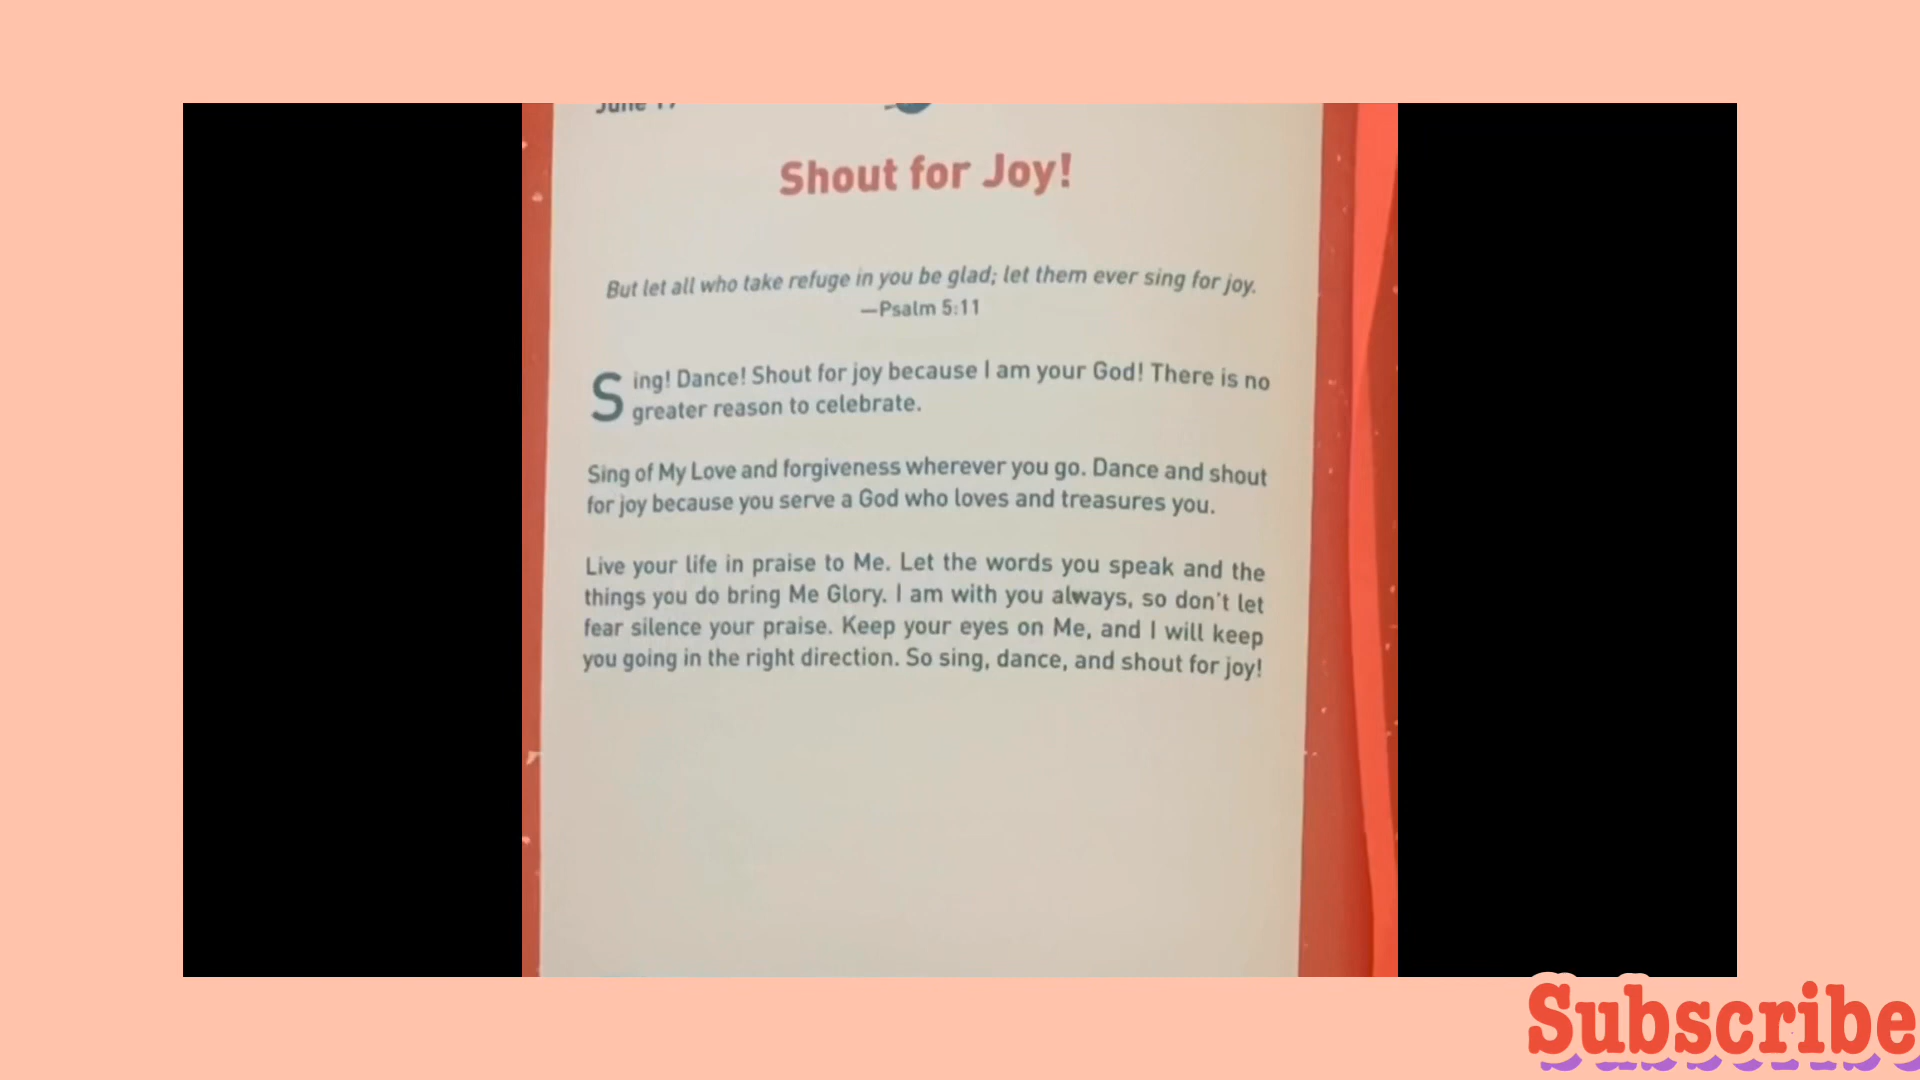 June 17
Shout for Joy!
But let all who take refuge in you be glad; let them ever sing for joy.
—Psalm 5:11
Sing! Dance! Shout for joy because I am your God! There is no
greater reason to celebrate.
Sing of My Love and forgiveness wherever you go. Dance and shout
for joy because you serve a God who loves and treasures you.
Live your life in praise to Me. Let the words you speak and the
things you do bring Me Glory. I am with you always, so don't let
fear silence your praise. Keep your eyes on Me, and I will keep
you going in the right direction. So sing, dance, and shout for joy!
Subscribe